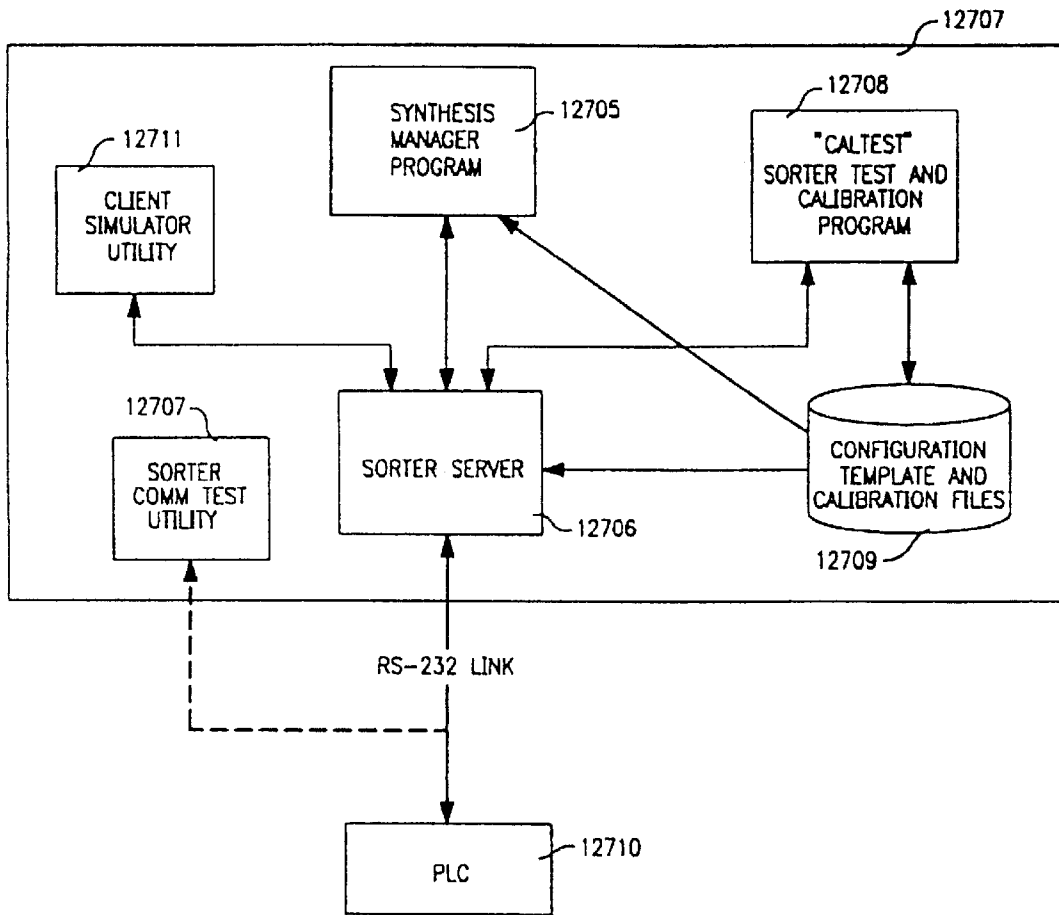 12707
SYNTHESIS
MANAGER
PROGRAM
12705
12708
"CALTEST"
SORTER TEST AND
CALIBRATION
PROGRAM
12711
CLIENT
SIMULATOR
UTILITY
12707
SORTER
COMM TEST
UTILITY
SORTER SERVER
12706
CONFIGURATION
TEMPLATE AND
CALIBRATION FILES
12709
RS-232 LINK
PLC
12710